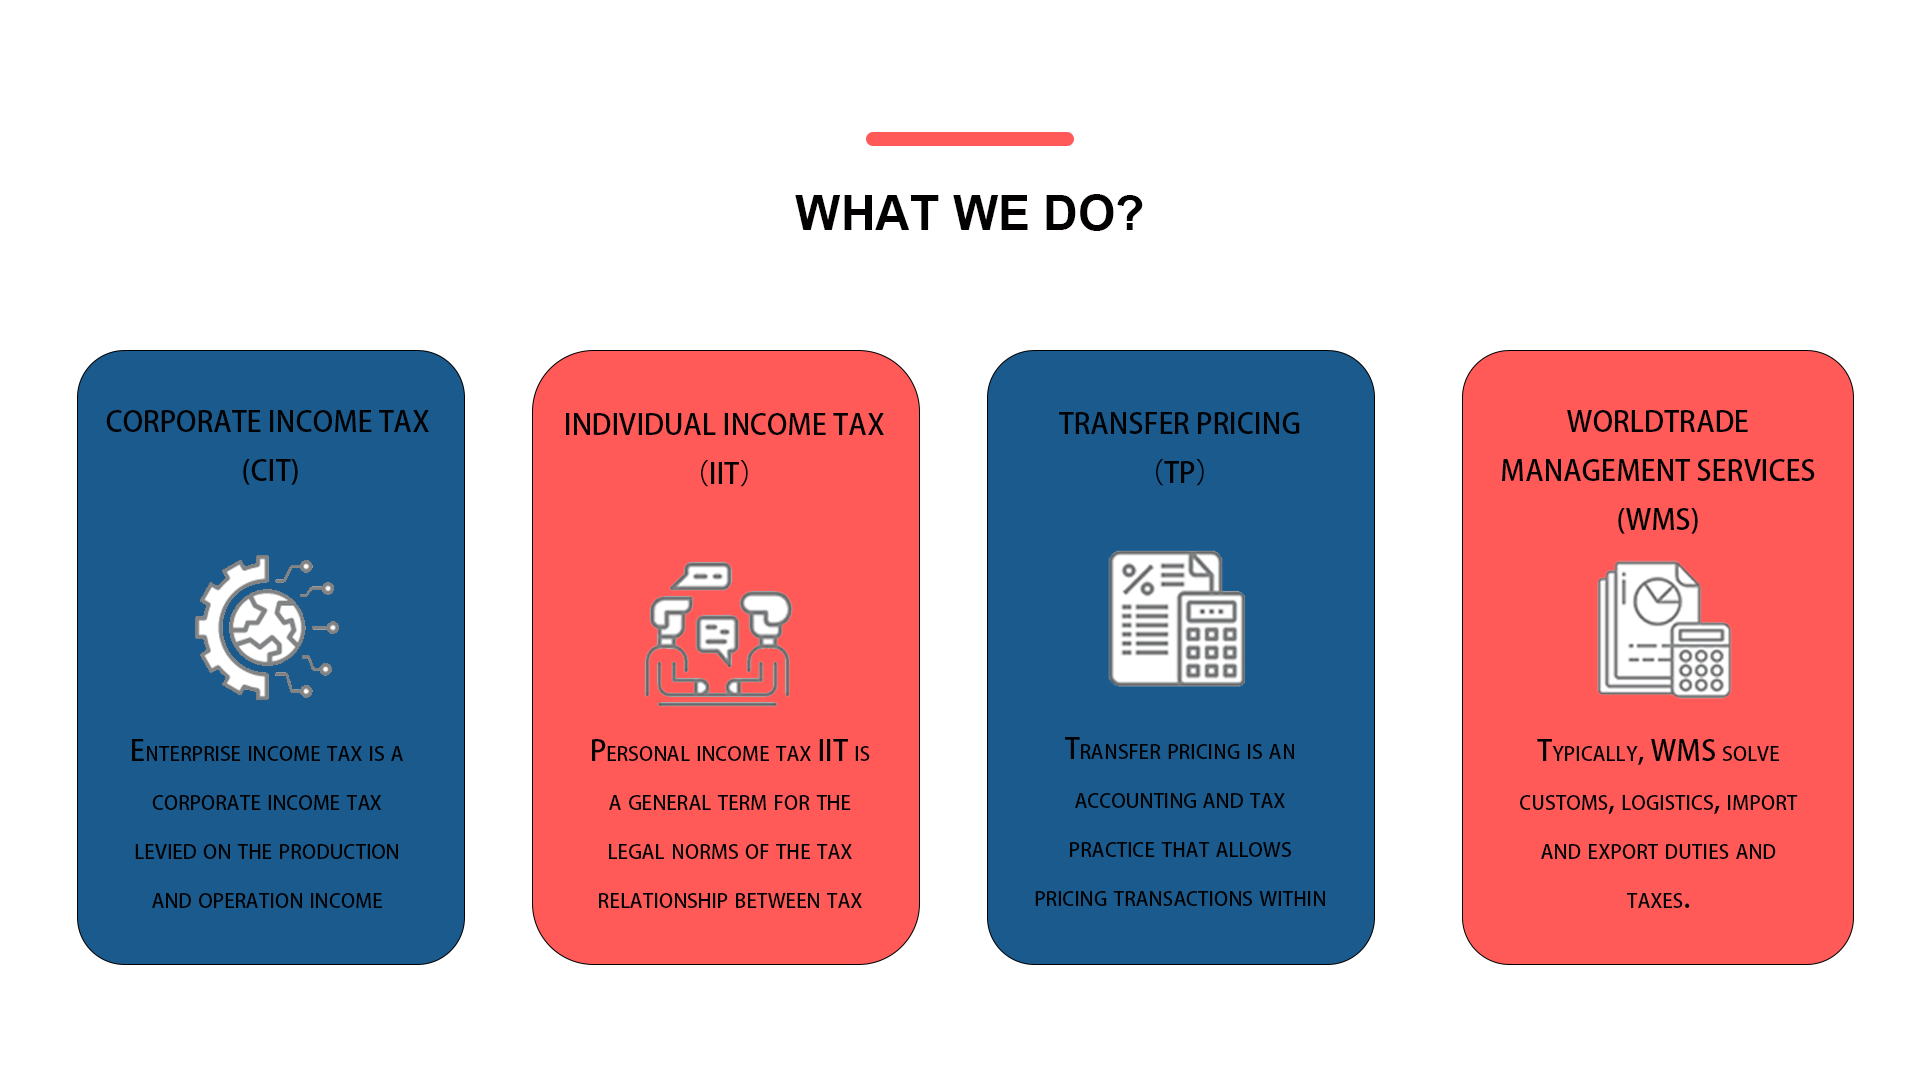 WHAT WE DO?
CORPORATE INCOME TAX
(CIT)
Enterprise income tax is a
corporate income tax
levied on the production
and operation income
INDIVIDUAL INCOME TAX
（IIT）
Personal income tax IIT is
a general term for the
legal norms of the tax
relationship between tax
TRANSFER PRICING
（TP）
Transfer pricing is an
accounting and tax
practice that allows
pricing transactions within
WORLDTRADE
MANAGEMENT SERVICES
(WMS)
Typically, WMS solve
customs, logistics, import
and export duties and
taxes.